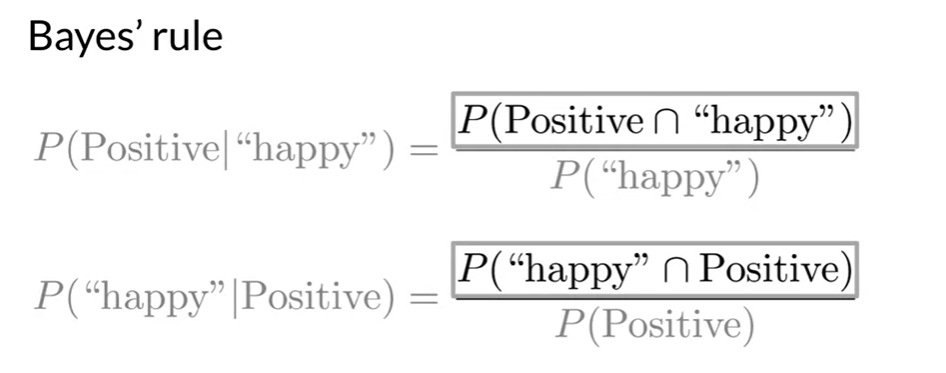 Bayes’ rule
P(Positive|“happy”) = P(Positive ∩ “happy”) / P(“happy”)
P(“happy”|Positive) = P(“happy” ∩ Positive) / P(Positive)